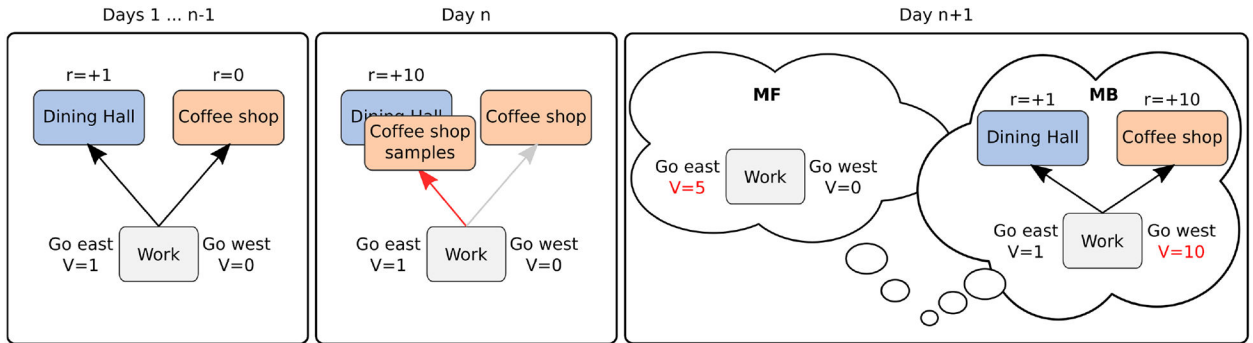 Days 1 ... n-1
r=+1
r=0
Dining Hall
Coffee shop
Go east
V=1
Work
Go west
V=0
Day n
r=+10
Dining Hall
Coffee shop
samples
Coffee shop
Go east
V=1
Work
Go west
V=0
Day n+1
MF
Go east
V=5
Work
Go west
V=0
MB
r=+1
r=+10
Dining Hall
Coffee shop
Go east
V=1
Work
Go west
V=10